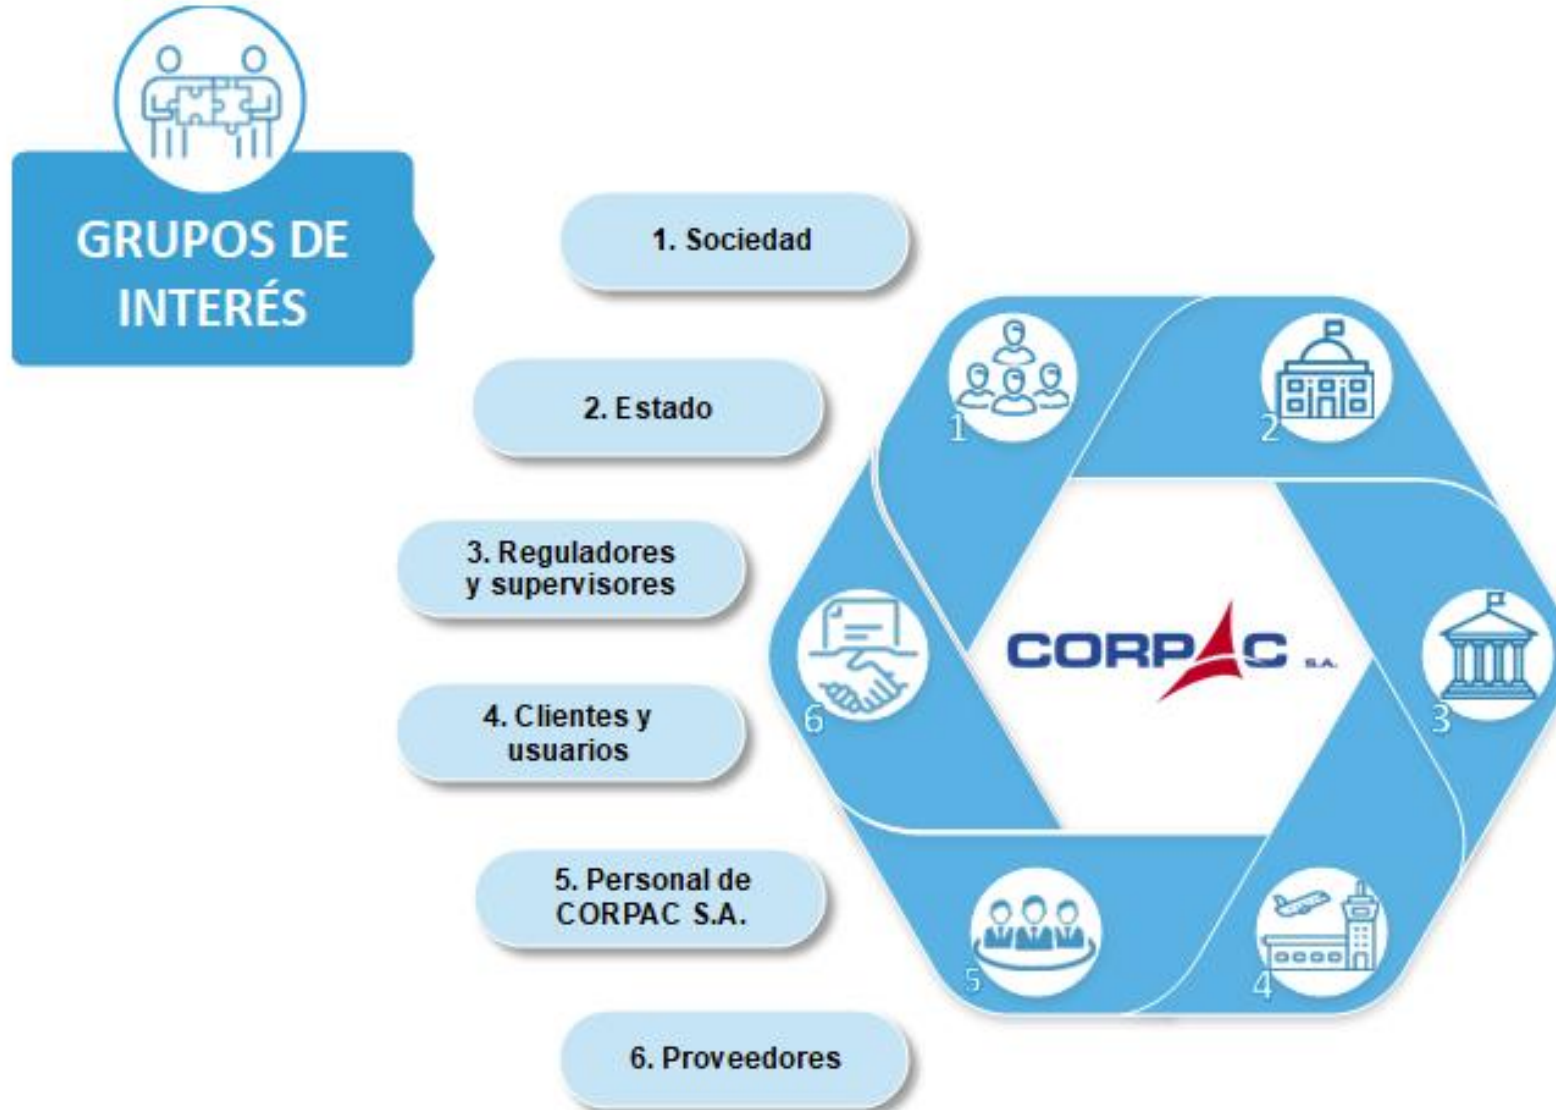 GRUPOS DE
INTERÉS
1. Sociedad
2. Estado
3. Reguladores
y supervisores
4. Clientes y
usuarios
5. Personal de
CORPAC S.A.
6. Proveedores
1
2
6
CORPAC S.A.
3
5
4